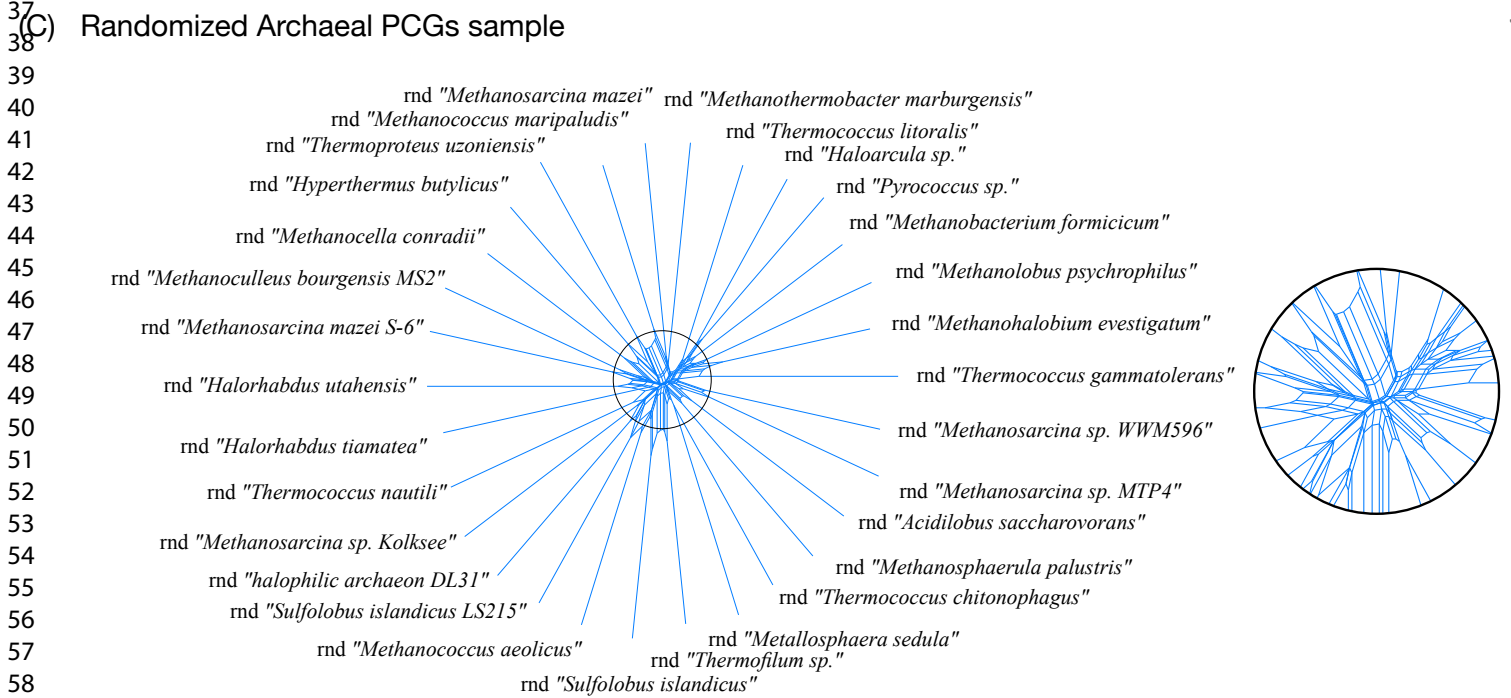 37
(C) Randomized Archaeal PCGs sample
38
39
40
41
42
43
44
45
46
47
48
49
50
51
52
53
54
55
56
57
58
rnd "Methanosarcina mazei"
rnd "Methanothermobacter marburgensis"
rnd "Methanococcus maripaludis"
rnd "Thermococcus litoralis"
rnd "Thermoproteus uzoniensis"
rnd "Haloarcula sp."
rnd "Hyperthermus butylicus"
rnd "Pyrococcus sp."
rnd "Methanobacterium formicicum"
rnd "Methanocella conradii"
rnd "Methanolobus psychrophilus"
rnd "Methanoculleus bourgensis MS2"
rnd "Methanosarcina mazei S-6"
rnd "Methanohalobium evestigatum"
rnd "Thermococcus gammatolerans"
rnd "Halorhabdus utahensis"
rnd "Methanosarcina sp. WWM596"
rnd "Halorhabdus tiamatea"
rnd "Thermococcus nautili"
rnd "Methanosarcina sp. MTP4"
rnd "Acidilobus saccharovorans"
rnd "Methanosarcina sp. Kolksee"
rnd "Methanosphaerula palustris"
rnd "halophilic archaeon DL31"
rnd "Thermococcus chitonophagus"
rnd "Sulfolobus islandicus LS215"
rnd "Metallosphaera sedula"
rnd "Methanococcus aeolicus"
rnd "Thermofilum sp."
rnd "Sulfolobus islandicus"